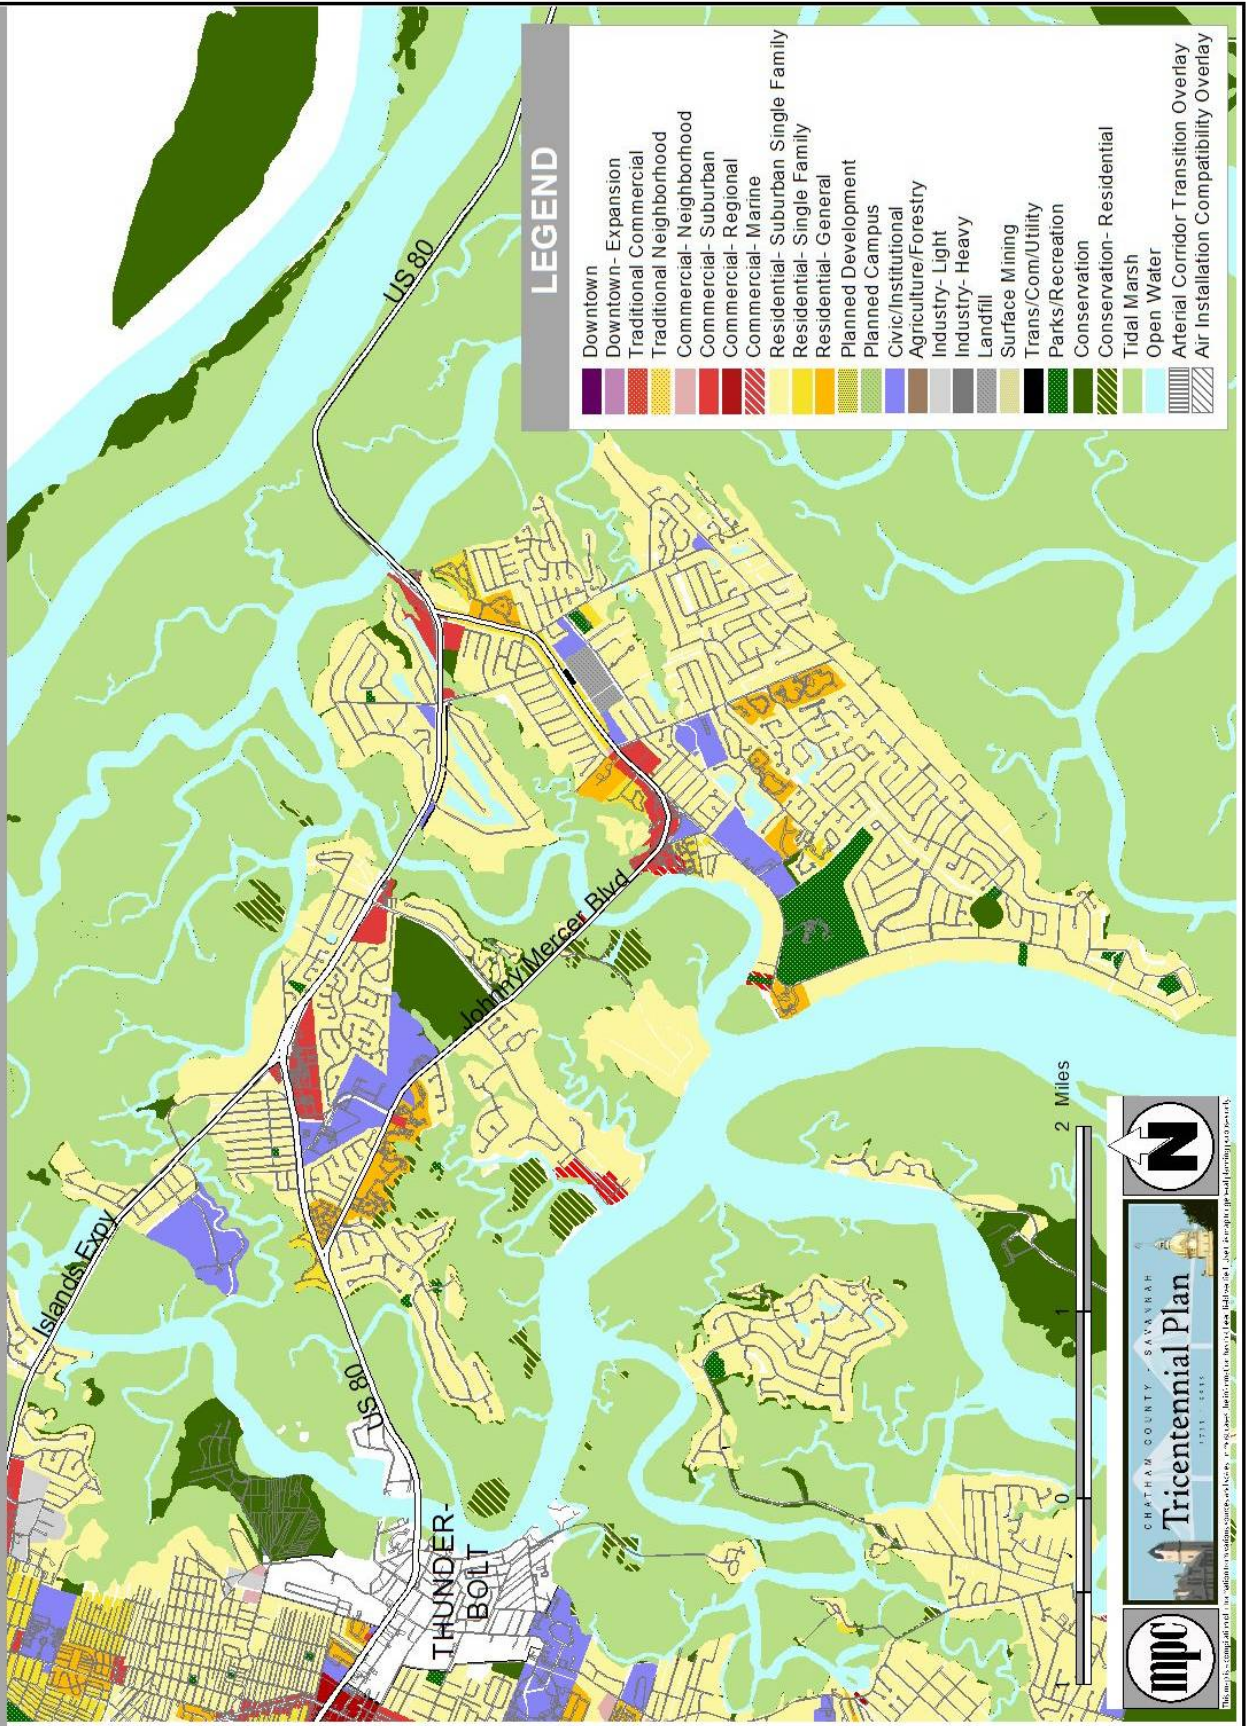 US 80
LEGEND
Downtown
Downtown- Expansion
Traditional Commercial
Traditional Neighborhood
Commercial- Neighborhood
Commercial- Suburban
Commercial- Regional
Commercial- Marine
Residential- Suburban Single Family
Residential- Single Family
Residential- General
Planned Development
Planned Campus
Civic/Institutional
Agriculture/Forestry
Industry- Light
Industry- Heavy
Landfill
Surface Mining
Trans/Com/Utility
Parks/Recreation
Conservation
Conservation- Residential
Tidal Marsh
Open Water
Arterial Corridor Transition Overlay
Air Installation Compatibility Overlay
Islands Expy
Johnny Mercer Blvd
US 80
THUNDER-
BOLT
1 0 1 2 Miles
mpc
CHATHAM COUNTY SAVANNAH
Tricentennial Plan
N